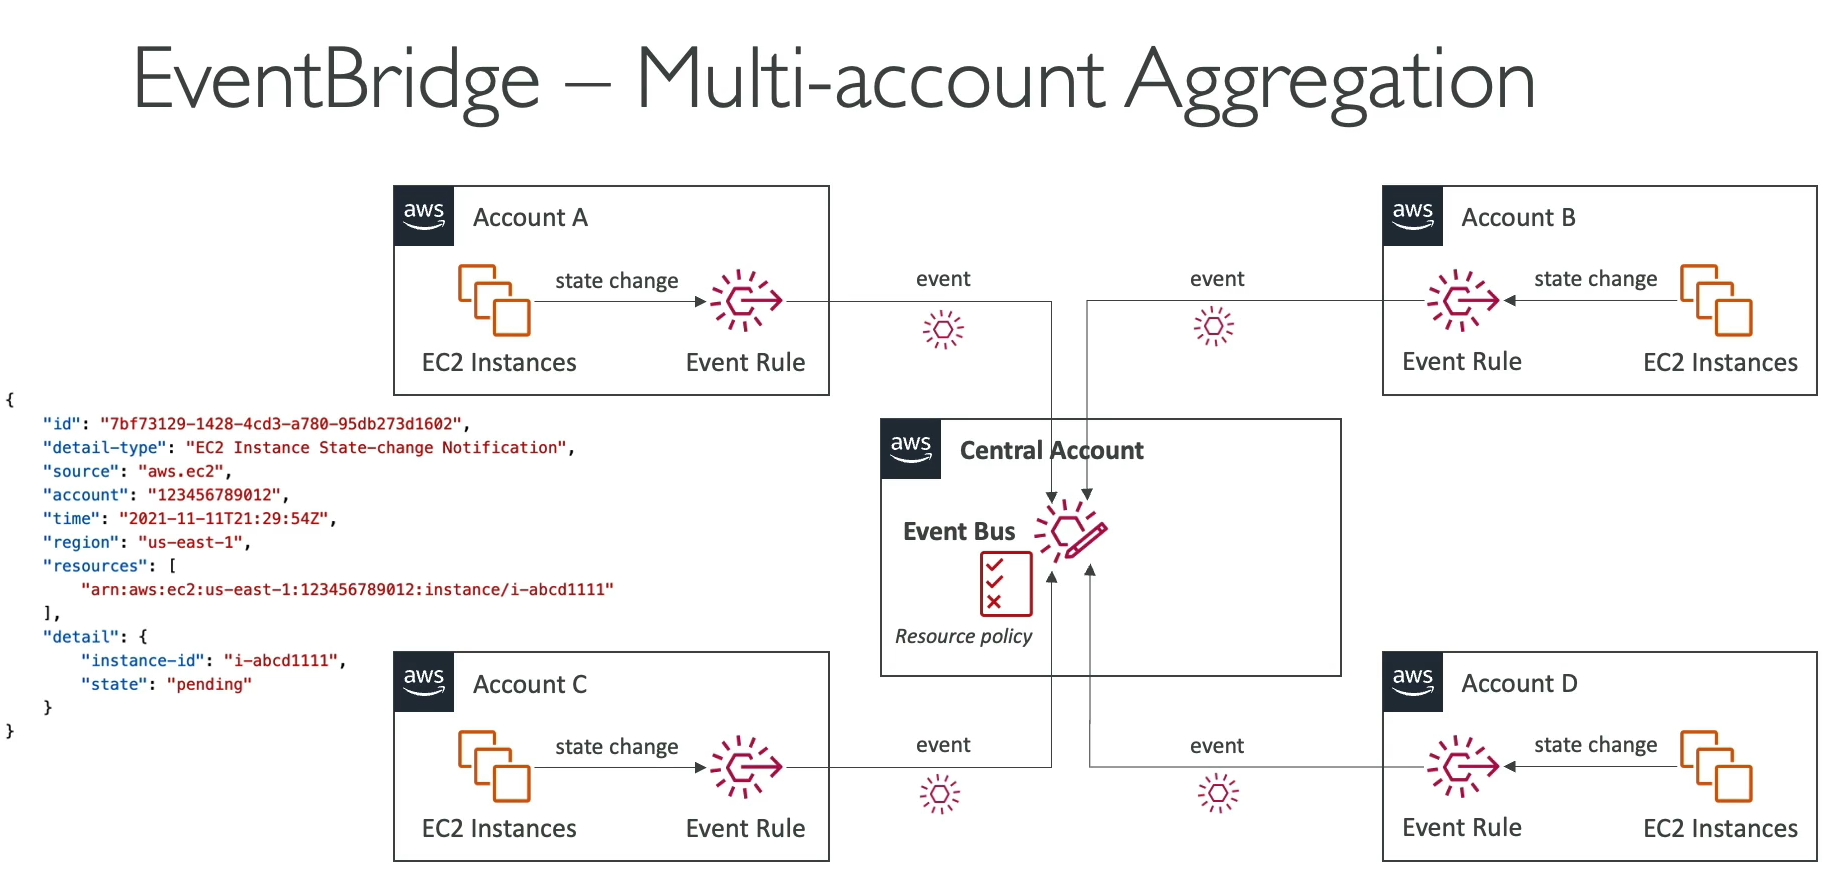 EventBridge – Multi-account Aggregation
aws
Account A
state change
EC2 Instances
Event Rule
event
aws
Account B
event
state change
Event Rule
EC2 Instances
{
    "id": "7bf73129-1428-4cd3-a780-95db273d1602",
    "detail-type": "EC2 Instance State-change Notification",
    "source": "aws.ec2",
    "account": "123456789012",
    "time": "2021-11-11T21:29:54Z",
    "region": "us-east-1",
    "resources": [
        "arn:aws:ec2:us-east-1:123456789012:instance/i-abcd1111"
    ],
    "detail": {
        "instance-id": "i-abcd1111",
        "state": "pending"
    }
}
aws
Central Account
Event Bus
Resource policy
aws
Account C
state change
EC2 Instances
Event Rule
event
aws
Account D
event
state change
Event Rule
EC2 Instances